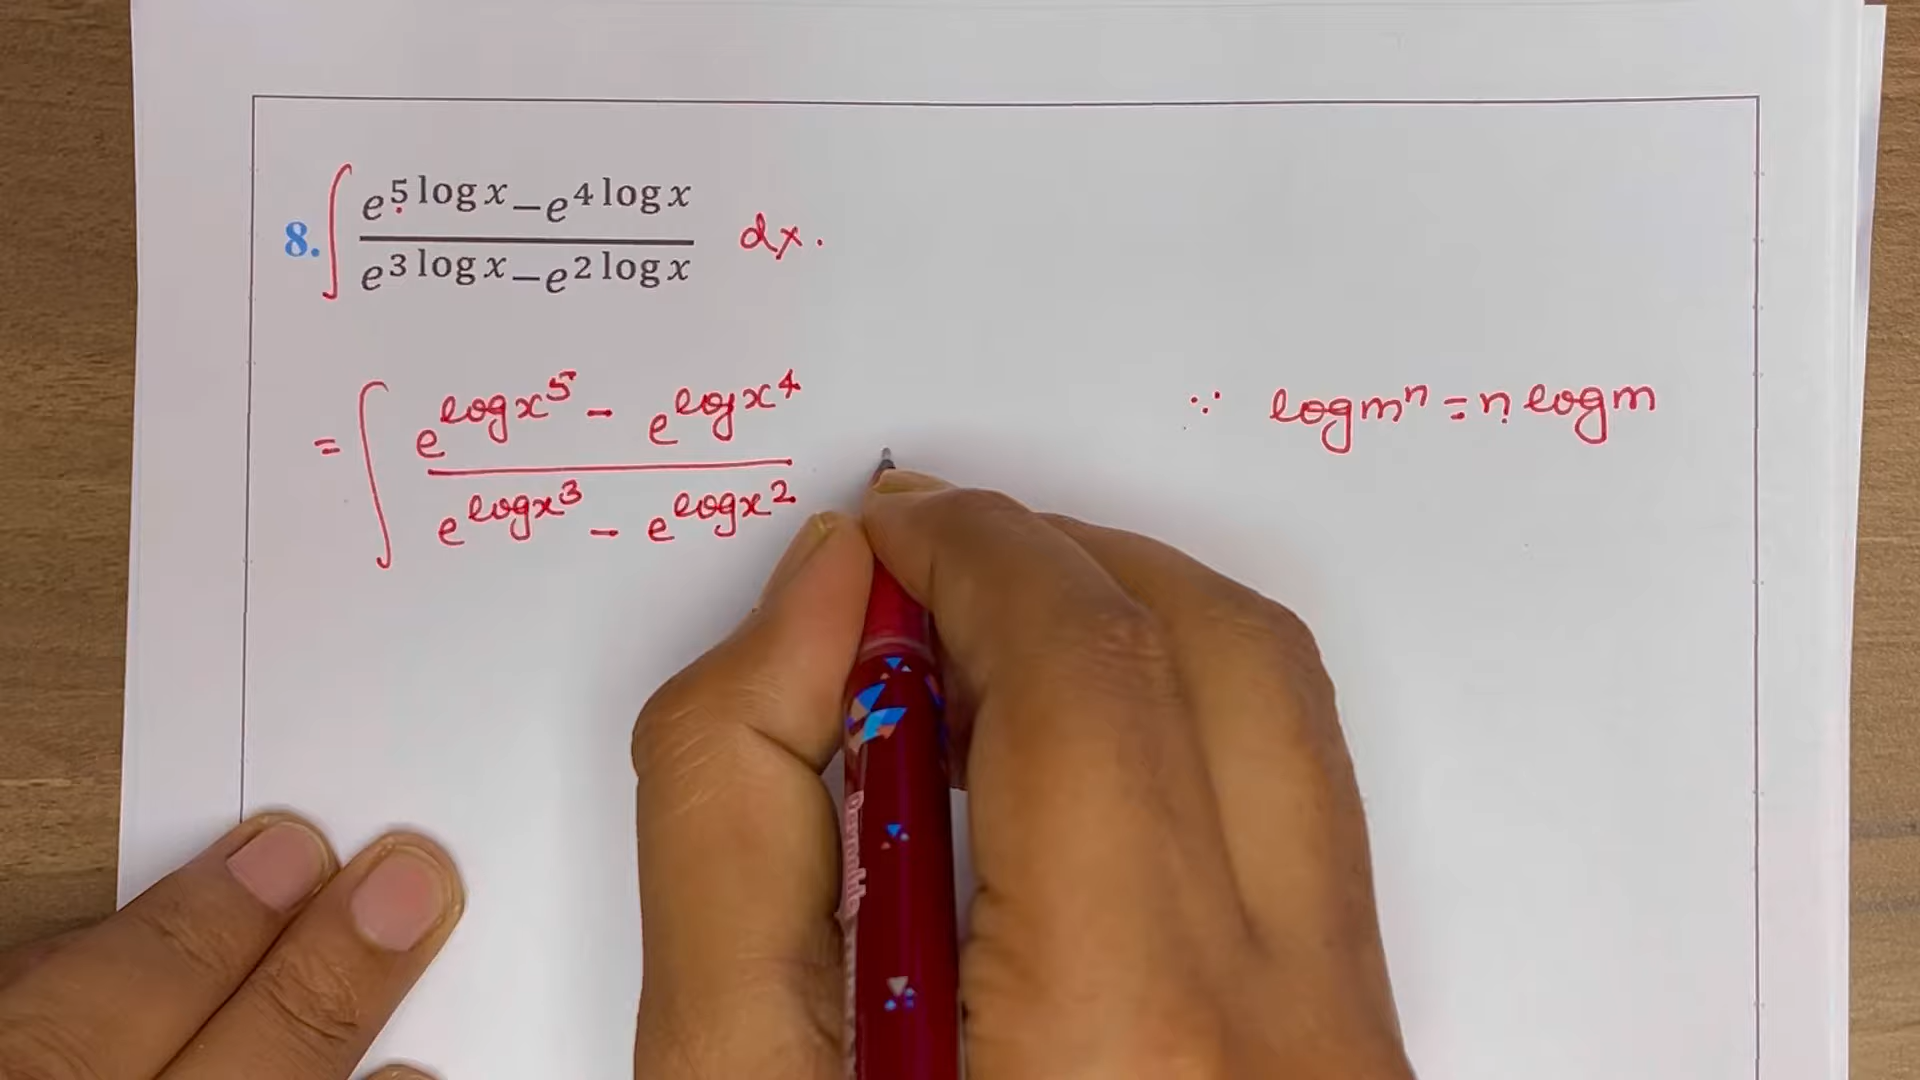 8. ∫ (e^{5 log x} − e^{4 log x}) / (e^{3 log x} − e^{2 log x}) dx.
= ∫ (e^{log x^5} − e^{log x^4}) / (e^{log x^3} − e^{log x^2}) ∵ log m^n = n log m